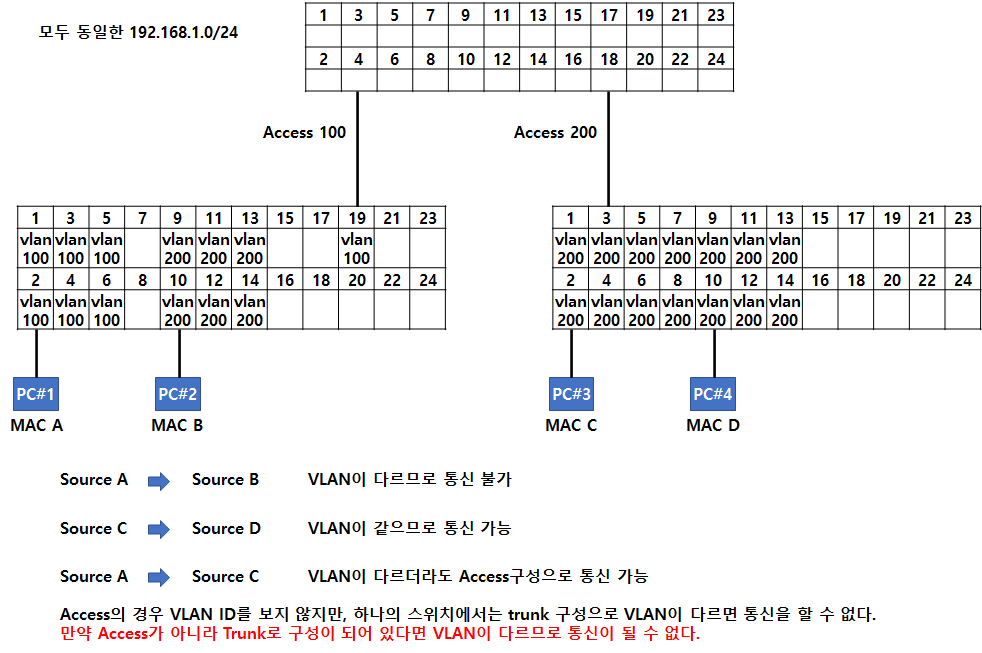 모두 동일한 192.168.1.0/24
1 3 5 7 9 11 13 15 17 19 21 23
2 4 6 8 10 12 14 16 18 20 22 24
Access 100
Access 200
1 3 5 7 9 11 13 15 17 19 21 23
vlan 100 vlan 100 vlan 100 vlan 200 vlan 200 vlan 200 vlan 100
2 4 6 8 10 12 14 16 18 20 22 24
vlan 100 vlan 100 vlan 100 vlan 200 vlan 200 vlan 200
1 3 5 7 9 11 13 15 17 19 21 23
vlan 200 vlan 200 vlan 200 vlan 200 vlan 200 vlan 200 vlan 200
2 4 6 8 10 12 14 16 18 20 22 24
vlan 200 vlan 200 vlan 200 vlan 200 vlan 200 vlan 200 vlan 200
PC#1 PC#2 PC#3 PC#4
MAC A MAC B MAC C MAC D
Source A Source B VLAN이 다르므로 통신 불가
Source C Source D VLAN이 같으므로 통신 가능
Source A Source C VLAN이 다르더라도 Access구성으로 통신 가능
Access의 경우 VLAN ID를 보지 않지만, 하나의 스위치에서는 trunk 구성으로 VLAN이 다르면 통신을 할 수 없다.
만약 Access가 아니라 Trunk로 구성이 되어 있다면 VLAN이 다르므로 통신이 될 수 없다.